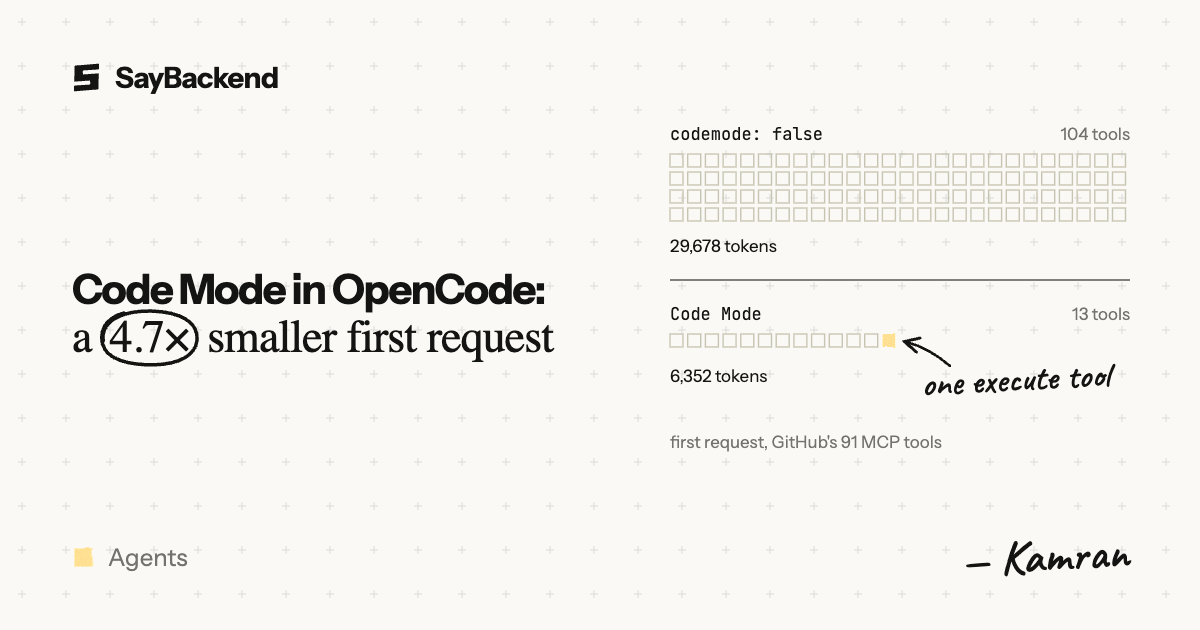 SayBackend
Code Mode in OpenCode:
a 4.7× smaller first request
codemode: false
104 tools
29,678 tokens
Code Mode
13 tools
6,352 tokens
one execute tool
first request, GitHub's 91 MCP tools
Agents
— Kamran